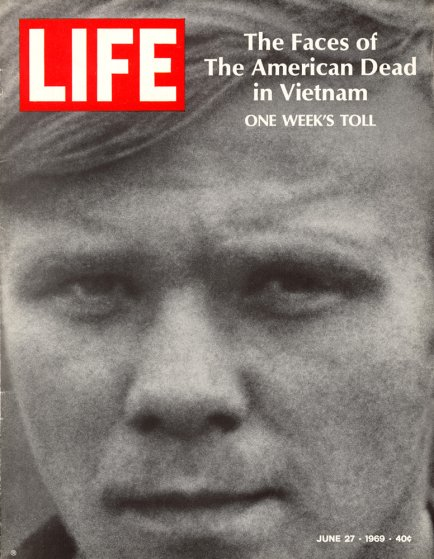 LIFE
The Faces of
The American Dead
in Vietnam
ONE WEEK'S TOLL
JUNE 27 · 1969 · 40¢